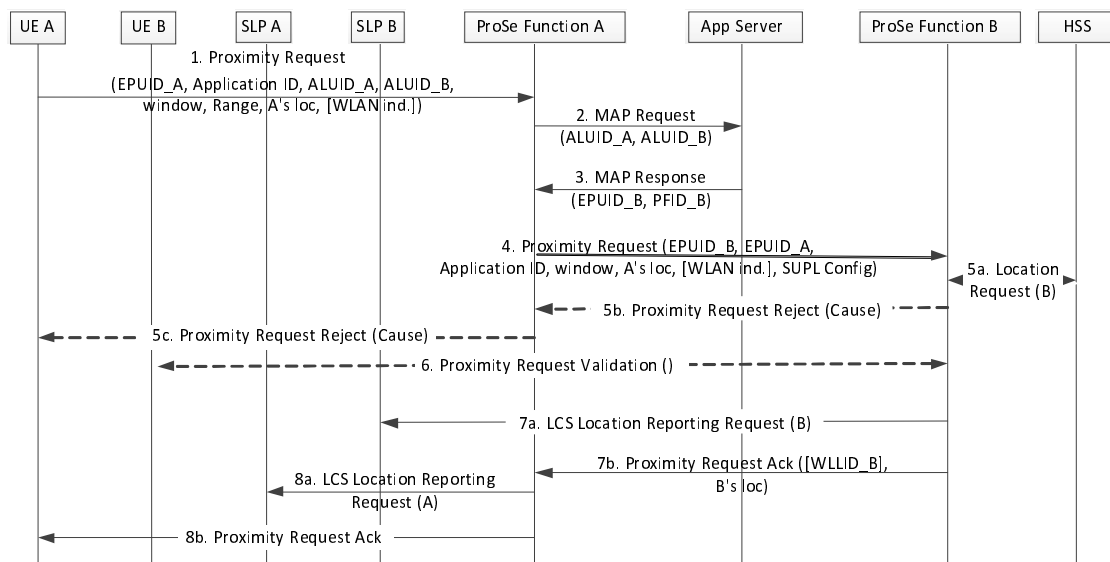 UE A
UE B
SLP A
SLP B
ProSe Function A
App Server
ProSe Function B
HSS
1. Proximity Request
(EPUID_A, Application ID, ALUID_A, ALUID_B,
window, Range, A's loc, [WLAN ind.])
2. MAP Request
(ALUID_A, ALUID_B)
3. MAP Response
(EPUID_B, PFID_B)
4. Proximity Request (EPUID_B, EPUID_A,
Application ID, window, A's loc, [WLAN ind.], SUPL Config)
5a. Location
Request (B)
5b. Proximity Request Reject (Cause)
5c. Proximity Request Reject (Cause)
6. Proximity Request Validation ()
7a. LCS Location Reporting Request (B)
7b. Proximity Request Ack ([WLLID_B],
B's loc)
8a. LCS Location Reporting
Request (A)
8b. Proximity Request Ack